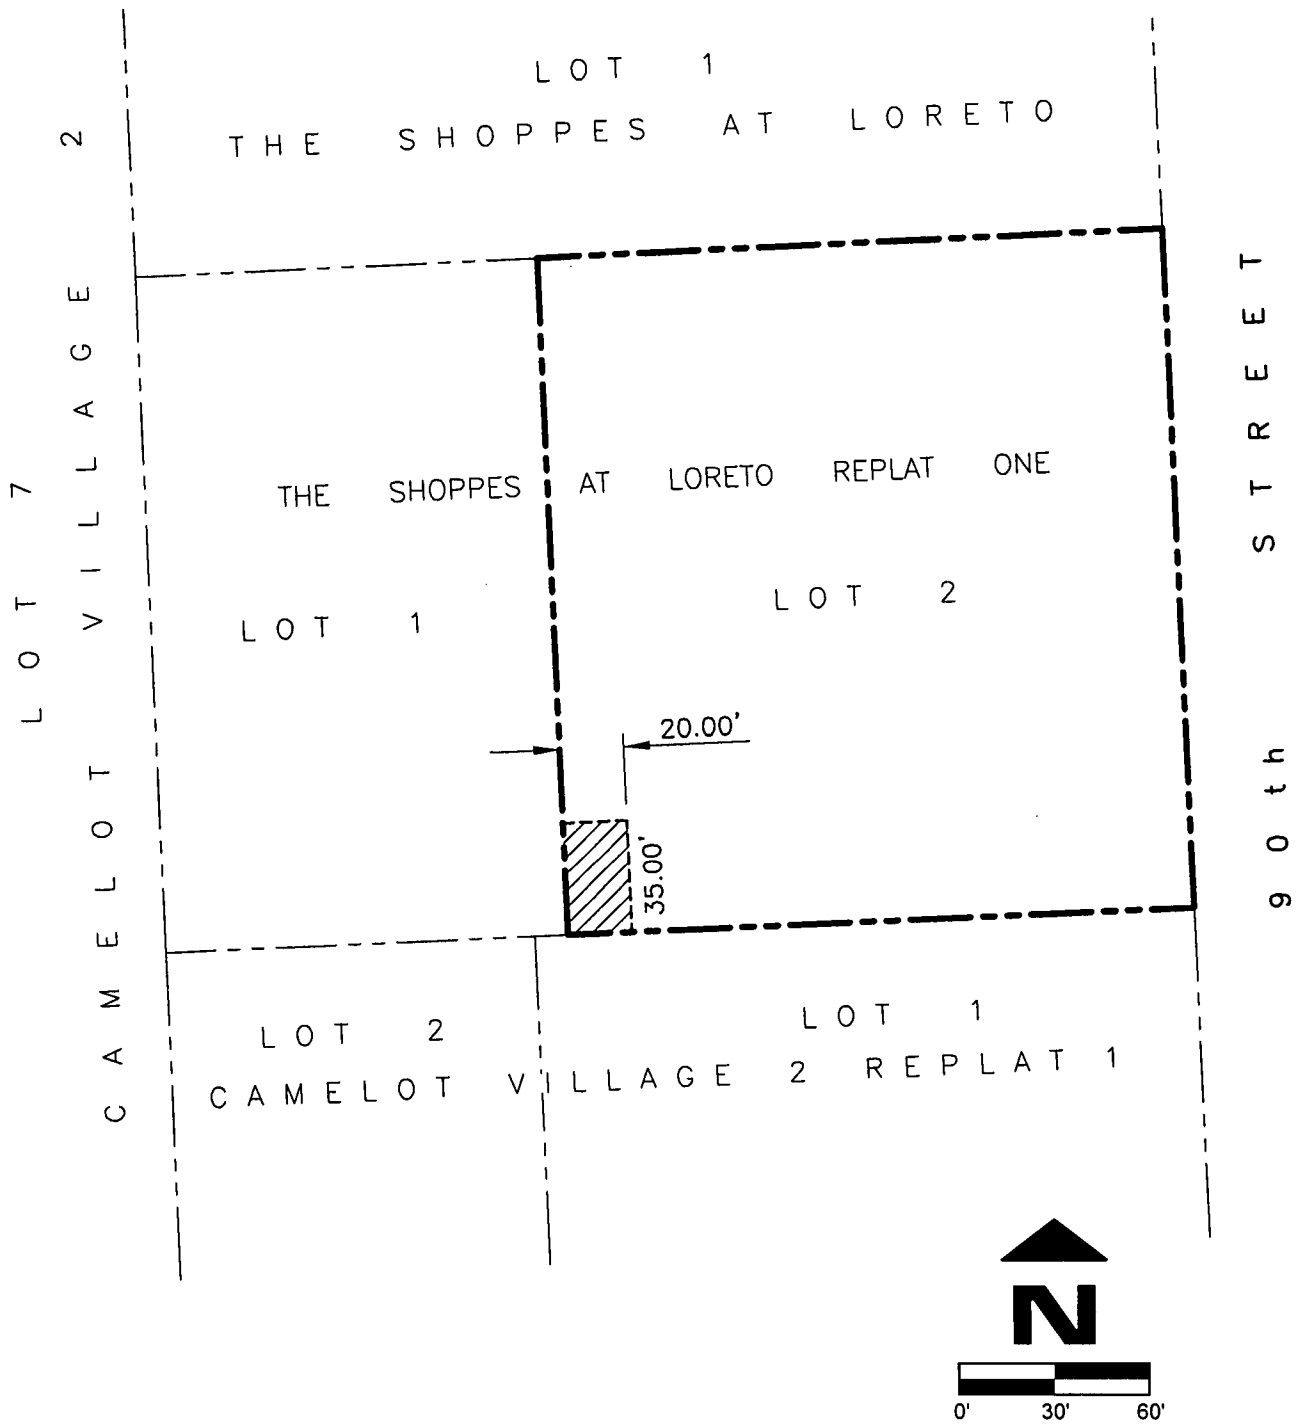 LOT 1
THE SHOPPES AT LORETO
LOT 7
CAMELOT VILLAGE 2
THE SHOPPES AT LORETO REPLAT ONE
LOT 1
LOT 2
90th STREET
20.00'
35.00'
LOT 2
LOT 1
CAMELOT VILLAGE 2 REPLAT 1
N
0' 30' 60'